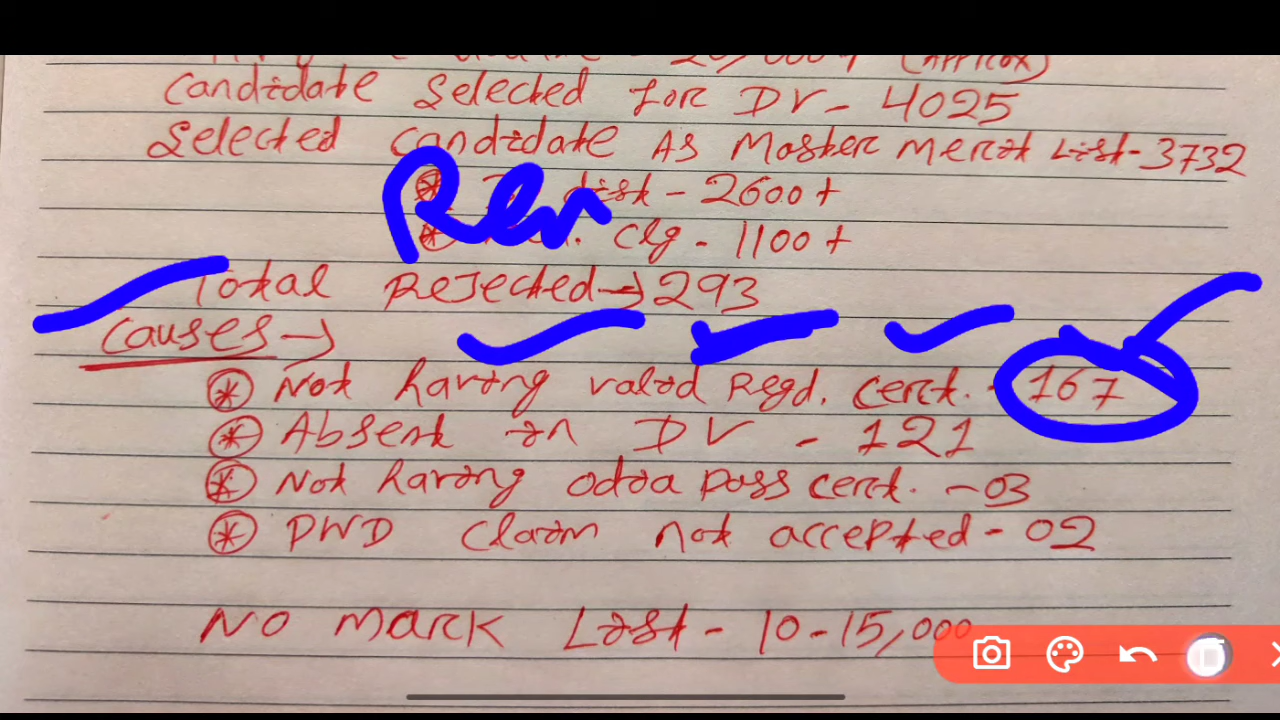 Candidate Selected for DV- 4025
Selected Candidate As Master merit List-3732
dist - 2600+
Clg - 1100+
Rev
Total Rejected→293
Causes→
Not having valid Regd. cert. - 167
Absent in DV - 121
Not having odia pass cert. -03
PWD Claim not accepted- 02
No mark List- 10-15,000